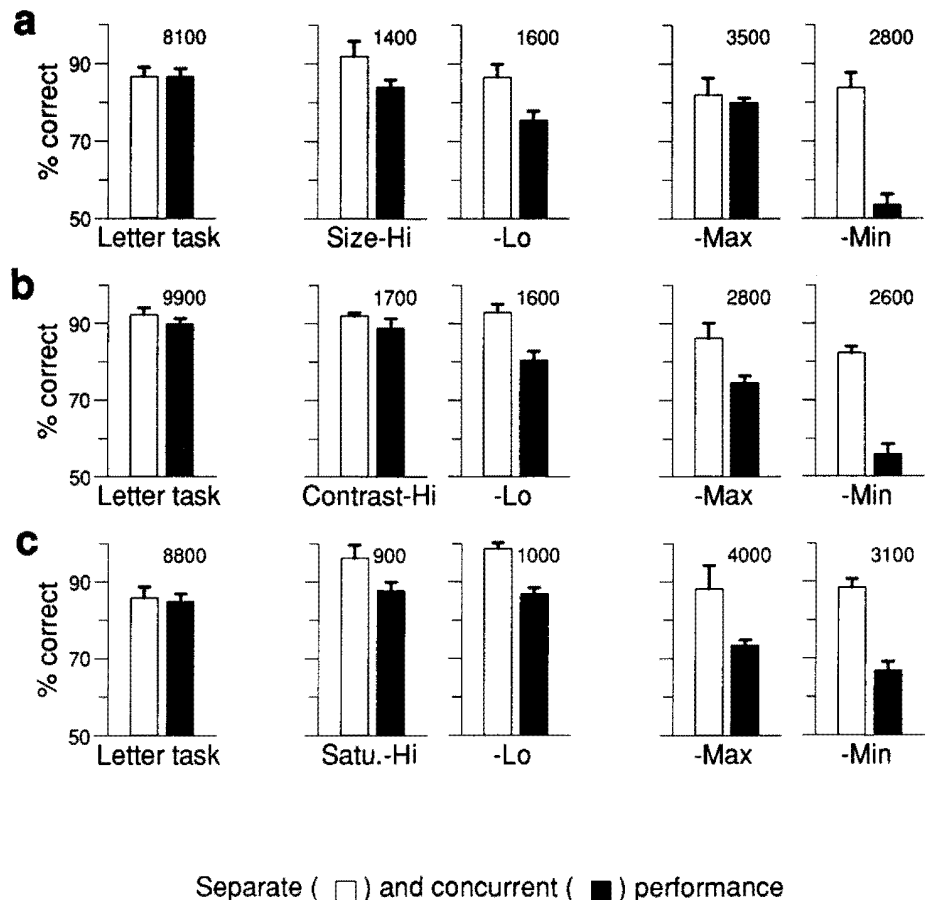 a
8100 1400 1600 3500 2800
90
70
50
% correct
Letter task Size-Hi -Lo -Max -Min
b
9900 1700 1600 2800 2600
90
70
50
% correct
Letter task Contrast-Hi -Lo -Max -Min
c
8800 900 1000 4000 3100
90
70
50
% correct
Letter task Satu.-Hi -Lo -Max -Min
Separate ( ) and concurrent ( ) performance